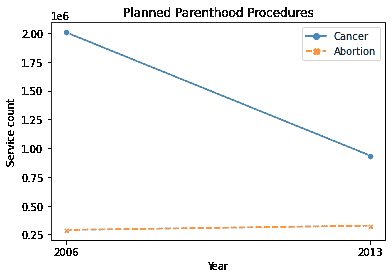 Planned Parenthood Procedures
1e6
Cancer
Abortion
2.00
1.75
1.50
1.25
1.00
0.75
0.50
0.25
Service count
2006
2013
Year